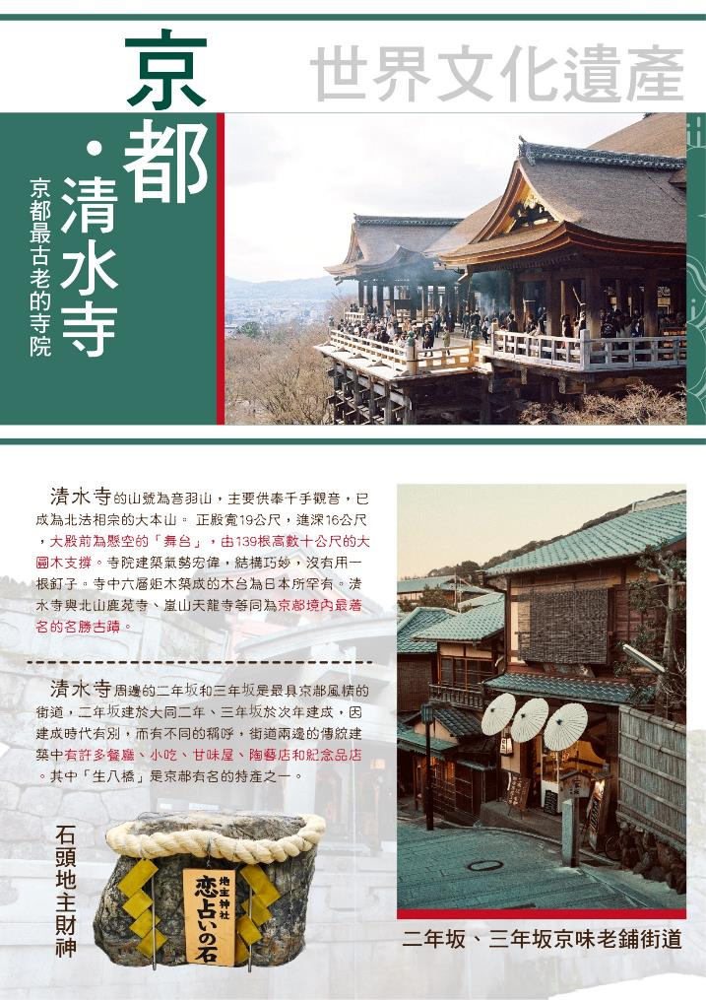 世界文化遺產
京都
·清水寺
京都最古老的寺院
清水寺的山號為音羽山，主要供奉千手觀音，已
成為北法相宗的大本山。 正殿寬19公尺，進深16公尺
，大殿前為懸空的「舞台」，由139根高數十公尺的大
圓木支撐。寺院建築氣勢宏偉，結構巧妙，沒有用一
根釘子。寺中六層炬木築成的木台為日本所罕有。清
水寺與北山鹿苑寺、嵐山天龍寺等同為京都境內最著
名的名勝古蹟。
清水寺周邊的二年坂和三年坂是最具京都風情的
街道，二年坂建於大同二年、三年坂於次年建成，因
建成時代有別，而有不同的稱呼，街道兩邊的傳統建
築中有許多餐廳、小吃、甘味屋、陶藝店和紀念品店
。其中「生八橋」是京都有名的特產之一。
石頭地主財神
地主神社
恋占いの石
二年坂、三年坂京味老鋪街道